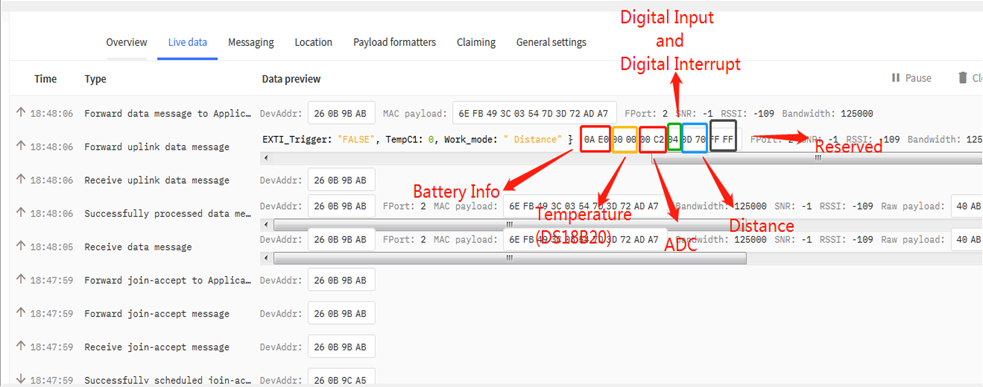 Digital Input
and
Digital Interrupt
Overview Live data Messaging Location Payload formatters Claiming General settings
Time Type Data preview Pause
18:48:06 Forward data message to Applic… DevAddr: 26 0B 9B AB MAC payload: 6E FB 49 3C 03 54 7D 3D 72 AD A7 FPort: 2 SNR: -1 RSSI: -109 Bandwidth: 125000
18:48:06 Forward uplink data message EXTI_Trigger: "FALSE", TempC1: 0, Work_mode: " Distance" } 0A E0 00 00 00 C2 04 0D 70 FF FF FPort: 2 SNR: -1 RSSI: -109 Bandwidth:
Reserved
18:48:06 Receive uplink data message DevAddr: 26 0B 9B AB
Battery Info
18:48:06 Successfully processed data me… DevAddr: 26 0B 9B AB FPort: 2 MAC payload: 6E FB 49 3C 03 54 7D 3D 72 AD A7 Bandwidth: 125000 SNR: -1 RSSI: -109 Raw payload: 40 AB
Temperature
(DS18B20)
Distance
ADC
18:48:05 Receive data message DevAddr: 26 0B 9B AB FPort: 2 MAC payload: 6E FB 49 3C 03 54 7D 3D 72 AD A7 Bandwidth: 125000 SNR: -1 RSSI: -109 Raw payload: 40 AB
18:47:59 Forward join-accept to Applica… DevAddr: 26 0B 9B AB
18:47:59 Forward join-accept message DevAddr: 26 0B 9B AB
18:47:59 Receive join-accept message DevAddr: 26 0B 9B AB
18:47:59 Successfully scheduled join-ac… DevAddr: 26 0B 9C A5